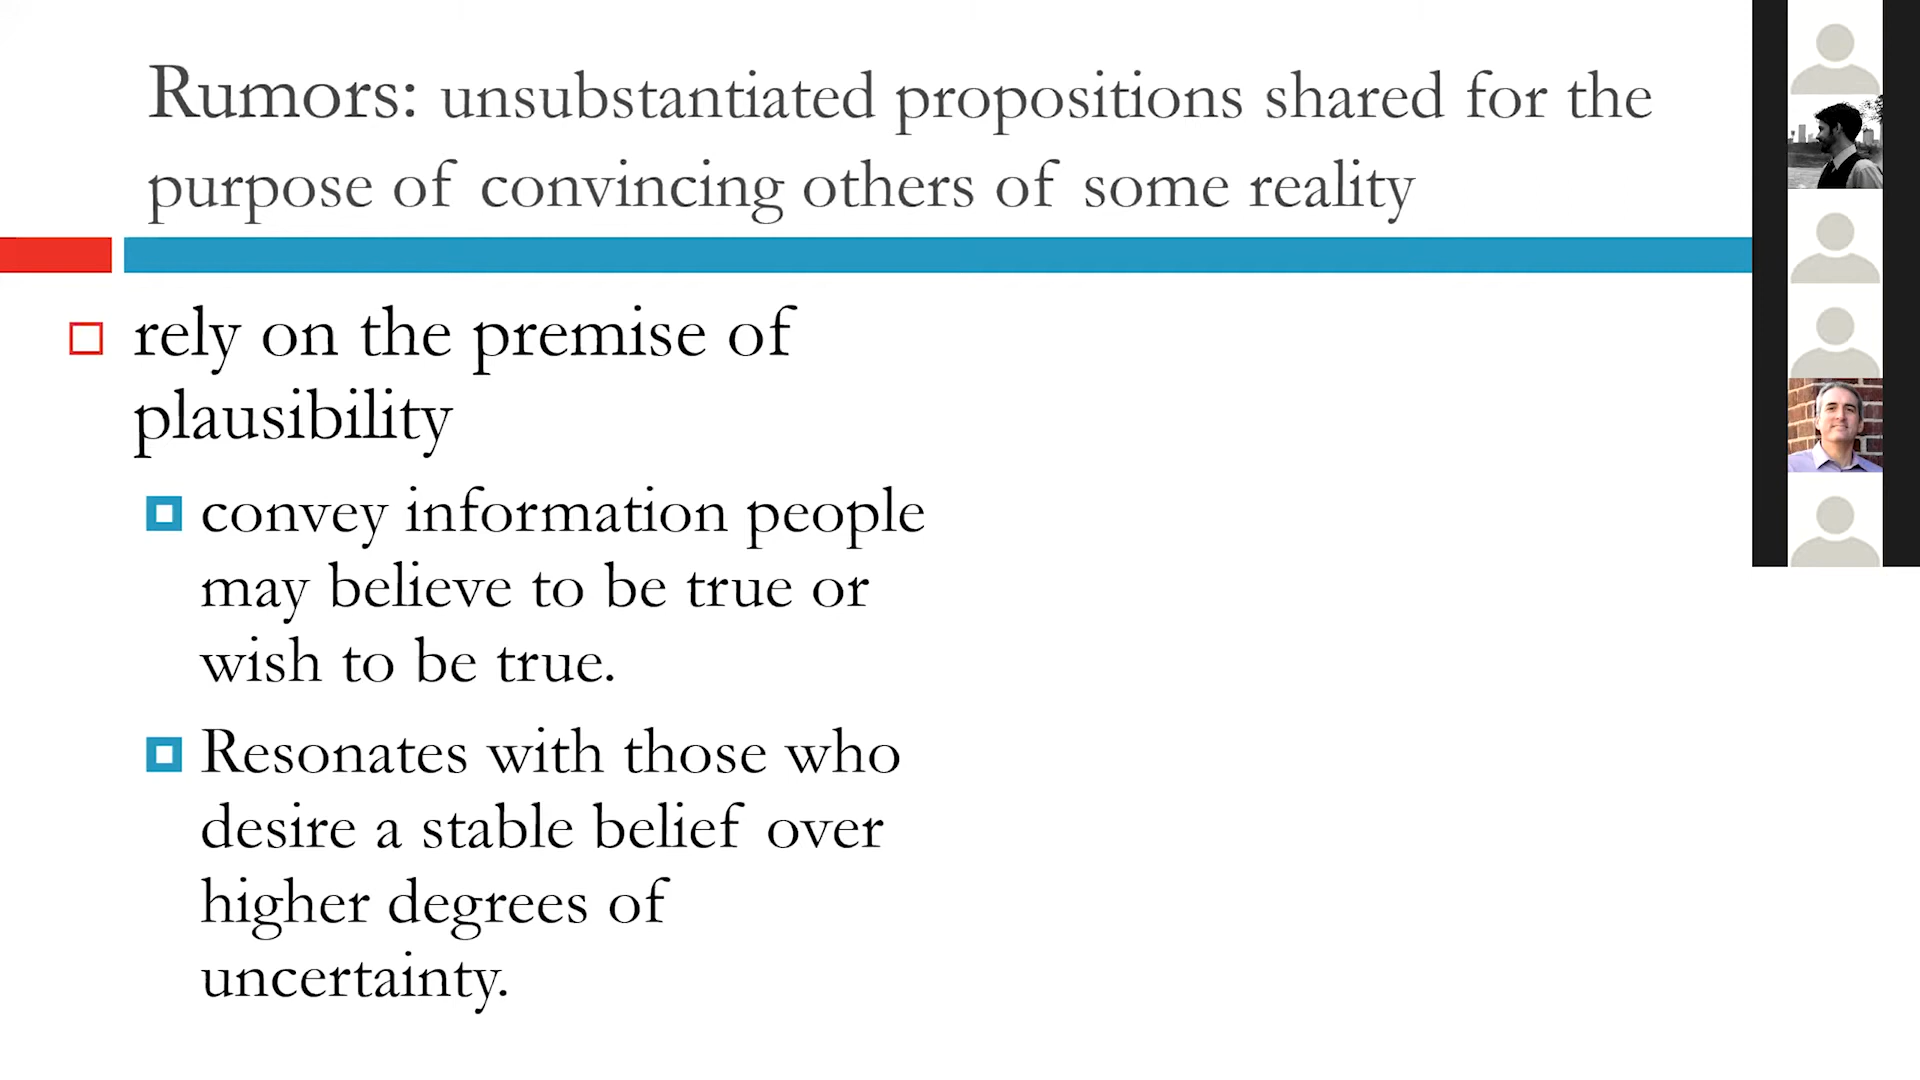 Rumors: unsubstantiated propositions shared for the
purpose of convincing others of some reality
rely on the premise of
plausibility
convey information people
may believe to be true or
wish to be true.
Resonates with those who
desire a stable belief over
higher degrees of
uncertainty.